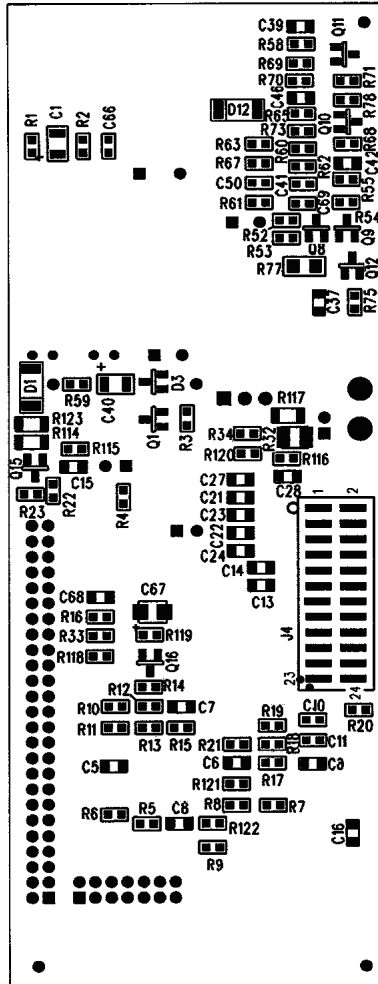 C39
Q11
R58
R69
R70
R71
C46
R78
D12
R65
Q10
R73
R68
R1
C1
R2
C66
R63
R60
R67
R62
C42
C50
C41
R55
R61
C69
R54
R52
Q9
R53
Q8
R77
Q12
C37
R75
D1
R59
+
C40
D3
R123
R114
Q1
R3
R117
R34
R32
R115
Q15
C15
R120
R116
R23
R22
R4
C27
C28
C21
1
2
C23
C22
C24
C14
C13
C68
C67
R16
R33
R119
J4
R118
Q16
R12
R14
23
24
R10
C7
R19
C10
R20
R11
R13
R15
R21
R18
C11
C5
C6
R17
R121
R6
R5
C8
R8
R7
R122
C16
R9